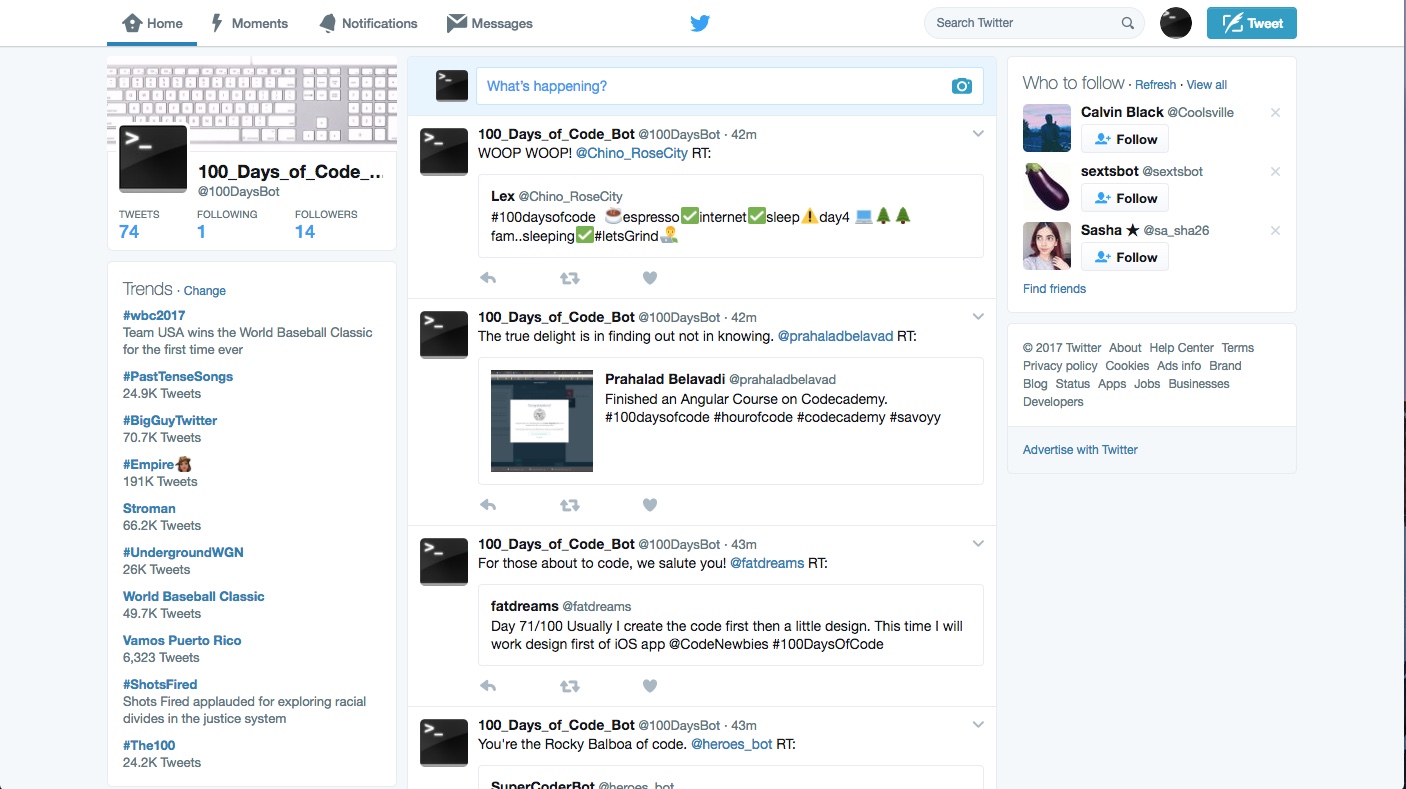 Home
Moments
Notifications
Messages
Search Twitter
Tweet
100_Days_of_Code_...
@100DaysBot
TWEETS FOLLOWING FOLLOWERS
74 1 14
Trends · Change
#wbc2017
Team USA wins the World Baseball Classic
for the first time ever
#PastTenseSongs
24.9K Tweets
#BigGuyTwitter
70.7K Tweets
#Empire
191K Tweets
Stroman
66.2K Tweets
#UndergroundWGN
26K Tweets
World Baseball Classic
49.7K Tweets
Vamos Puerto Rico
6,323 Tweets
#ShotsFired
Shots Fired applauded for exploring racial
divides in the justice system
#The100
24.2K Tweets
What's happening?
100_Days_of_Code_Bot @100DaysBot · 42m
WOOP WOOP! @Chino_RoseCity RT:
Lex @Chino_RoseCity
#100daysofcode ☕espresso✅internet✅sleep⚠️day4 💻🌲🌲
fam..sleeping✅#letsGrind👨‍💻
100_Days_of_Code_Bot @100DaysBot · 42m
The true delight is in finding out not in knowing. @prahaladbelavad RT:
Prahalad Belavadi @prahaladbelavad
Finished an Angular Course on Codecademy.
#100daysofcode #hourofcode #codecademy #savoyy
100_Days_of_Code_Bot @100DaysBot · 43m
For those about to code, we salute you! @fatdreams RT:
fatdreams @fatdreams
Day 71/100 Usually I create the code first then a little design. This time I will
work design first of iOS app @CodeNewbies #100DaysOfCode
100_Days_of_Code_Bot @100DaysBot · 43m
You're the Rocky Balboa of code. @heroes_bot RT:
SuperCoderBot @heroes_bot
Who to follow · Refresh · View all
Calvin Black @Coolsville
Follow
sextsbot @sextsbot
Follow
Sasha ★ @sa_sha26
Follow
Find friends
© 2017 Twitter About Help Center Terms
Privacy policy Cookies Ads info Brand
Blog Status Apps Jobs Businesses
Developers
Advertise with Twitter